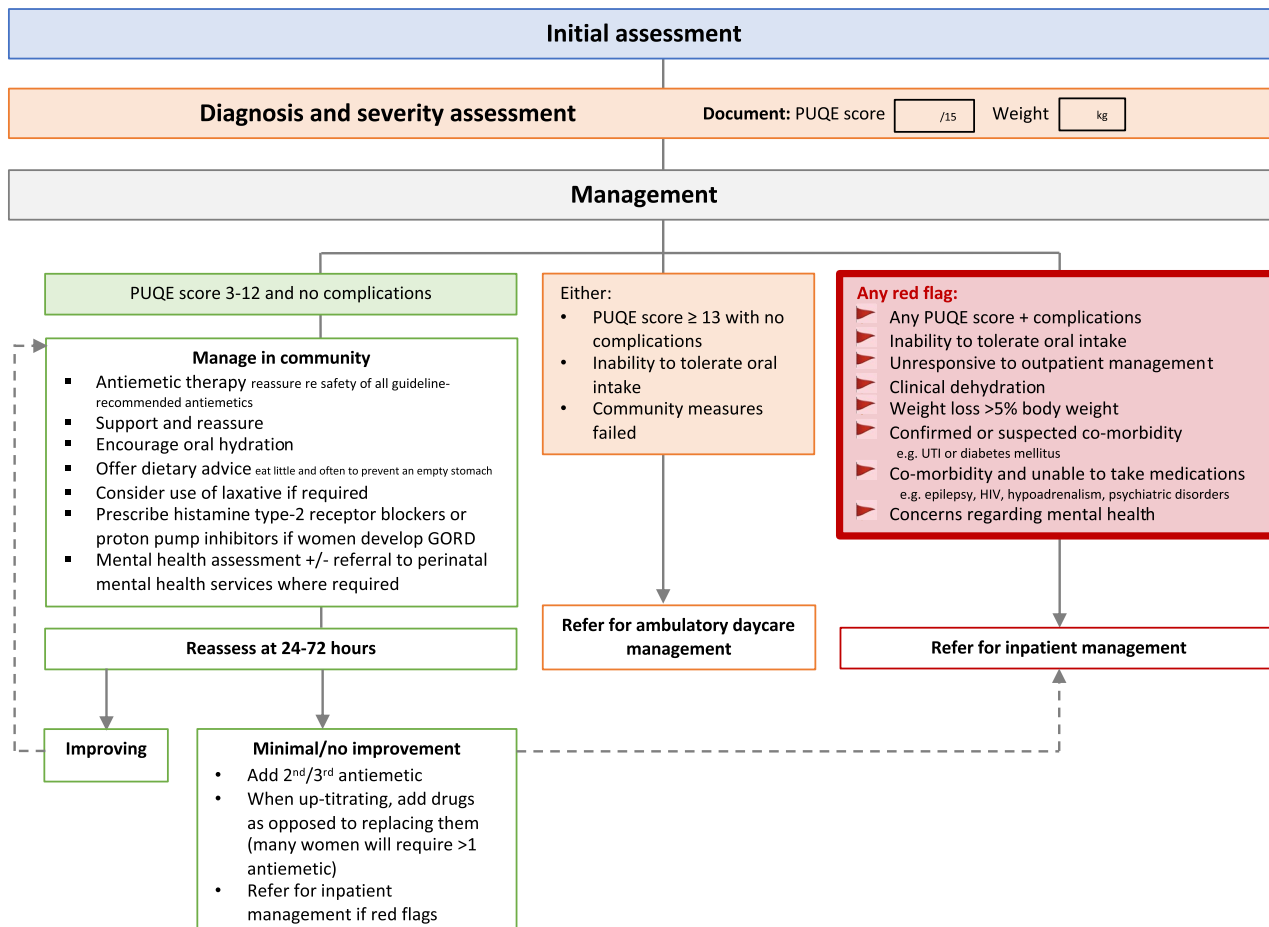 Initial assessment
Diagnosis and severity assessment Document: PUQE score /15 Weight kg
Management
PUQE score 3-12 and no complications
Manage in community
▪ Antiemetic therapy reassure re safety of all guideline-
recommended antiemetics
▪ Support and reassure
▪ Encourage oral hydration
▪ Offer dietary advice eat little and often to prevent an empty stomach
▪ Consider use of laxative if required
▪ Prescribe histamine type-2 receptor blockers or
proton pump inhibitors if women develop GORD
▪ Mental health assessment +/- referral to perinatal
mental health services where required
Reassess at 24-72 hours
Improving
Minimal/no improvement
• Add 2nd/3rd antiemetic
• When up-titrating, add drugs
as opposed to replacing them
(many women will require >1
antiemetic)
• Refer for inpatient
management if red flags
Either:
• PUQE score ≥ 13 with no
complications
• Inability to tolerate oral
intake
• Community measures
failed
Refer for ambulatory daycare
management
Any red flag:
Any PUQE score + complications
Inability to tolerate oral intake
Unresponsive to outpatient management
Clinical dehydration
Weight loss >5% body weight
Confirmed or suspected co-morbidity
e.g. UTI or diabetes mellitus
Co-morbidity and unable to take medications
e.g. epilepsy, HIV, hypoadrenalism, psychiatric disorders
Concerns regarding mental health
Refer for inpatient management